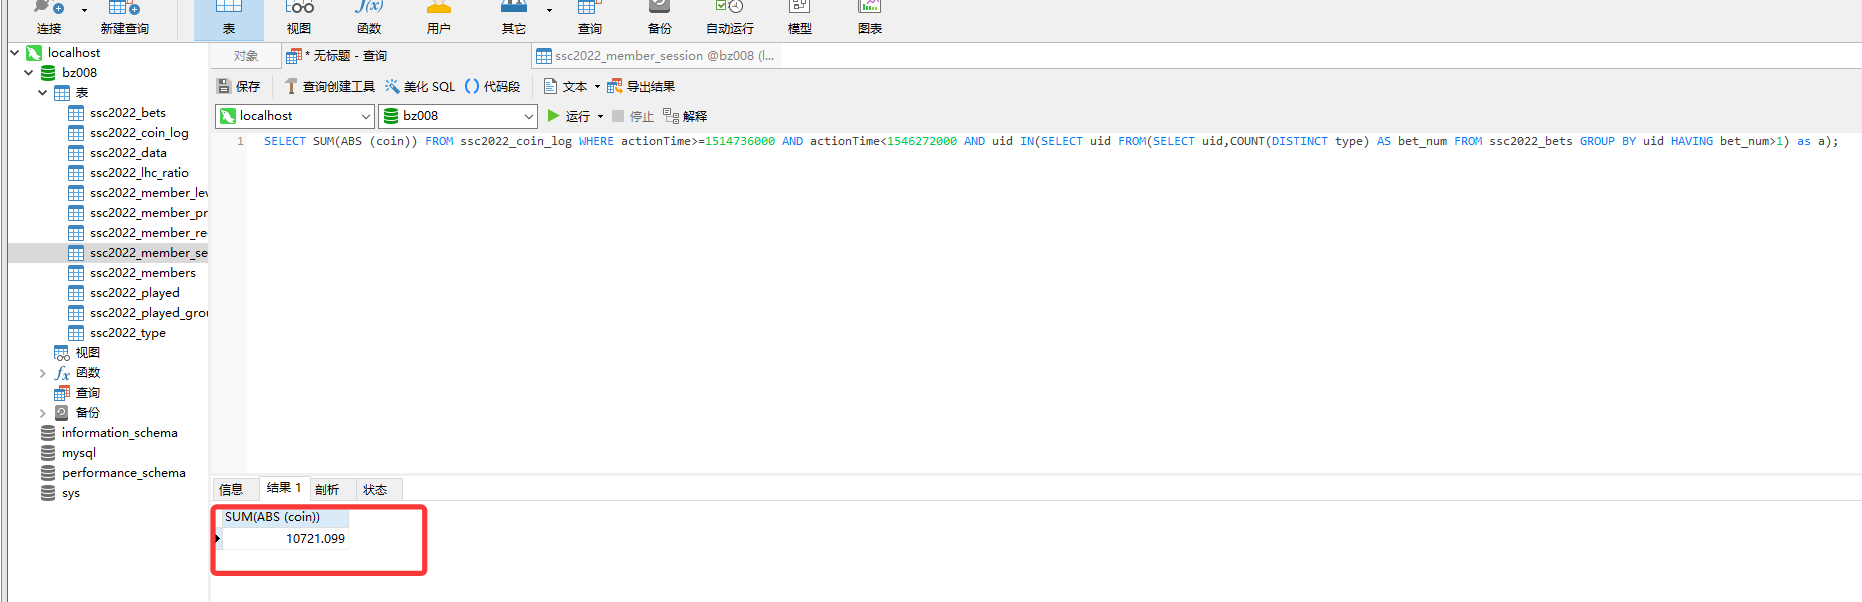 连接 新建查询 表 视图 函数 用户 其它 查询 备份 自动运行 模型 图表
localhost
bz008
表
ssc2022_bets
ssc2022_coin_log
ssc2022_data
ssc2022_lhc_ratio
ssc2022_member_lev
ssc2022_member_pr
ssc2022_member_re
ssc2022_member_se
ssc2022_members
ssc2022_played
ssc2022_played_grou
ssc2022_type
视图
函数
查询
备份
information_schema
mysql
performance_schema
sys
对象 * 无标题 - 查询 ssc2022_member_session @bz008 (l...
保存 查询创建工具 美化 SQL () 代码段 文本 导出结果
localhost bz008 运行 停止 解释
1 SELECT SUM(ABS (coin)) FROM ssc2022_coin_log WHERE actionTime>=1514736000 AND actionTime<1546272000 AND uid IN(SELECT uid FROM(SELECT uid,COUNT(DISTINCT type) AS bet_num FROM ssc2022_bets GROUP BY uid HAVING bet_num>1) as a);
信息 结果 1 剖析 状态
SUM(ABS (coin))
10721.099